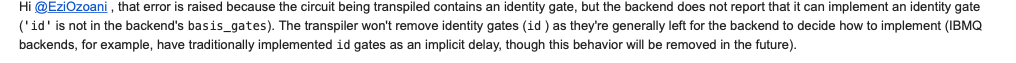 Hi @EziOzoani , that error is raised because the circuit being transpiled contains an identity gate, but the backend does not report that it can implement an identity gate
('id' is not in the backend's basis_gates). The transpiler won't remove identity gates (id ) as they're generally left for the backend to decide how to implement (IBMQ
backends, for example, have traditionally implemented id gates as an implicit delay, though this behavior will be removed in the future).